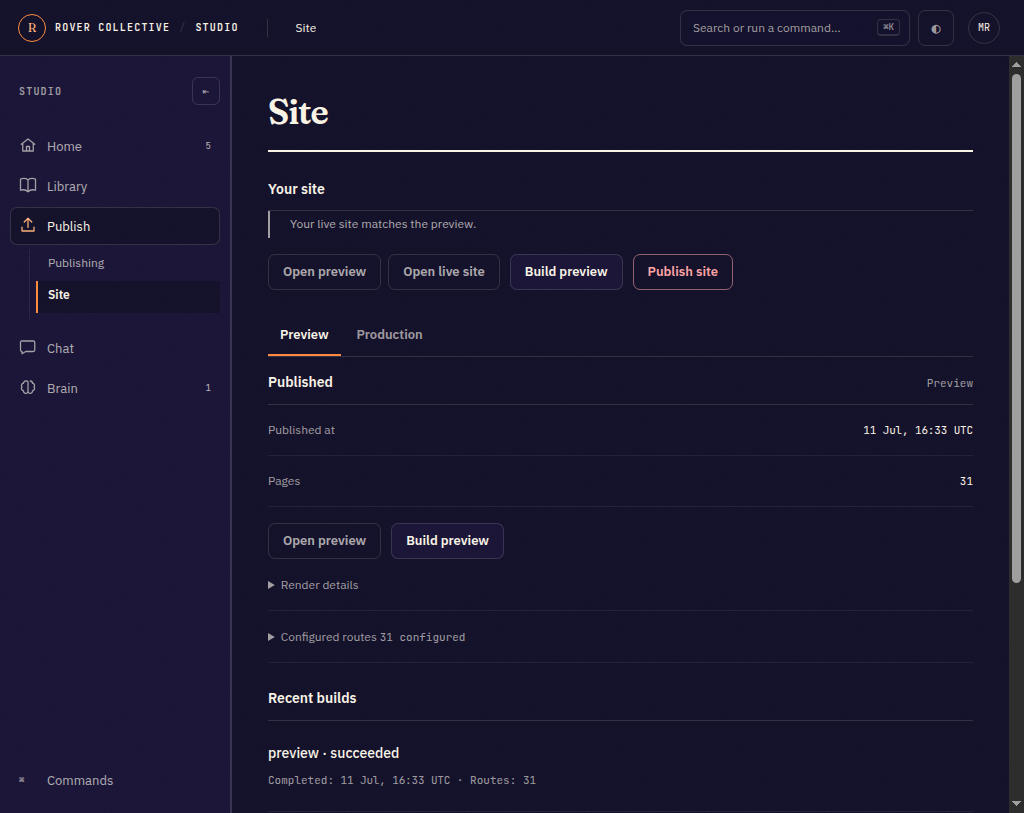 R ROVER COLLECTIVE / STUDIO Site Search or run a command... ⌘K MR
STUDIO
Home 5
Library
Publish
Publishing
Site
Chat
Brain 1
⌘ Commands
Site
Your site
Your live site matches the preview.
Open preview Open live site Build preview Publish site
Preview Production
Published Preview
Published at 11 Jul, 16:33 UTC
Pages 31
Open preview Build preview
Render details
Configured routes 31 configured
Recent builds
preview · succeeded
Completed: 11 Jul, 16:33 UTC · Routes: 31